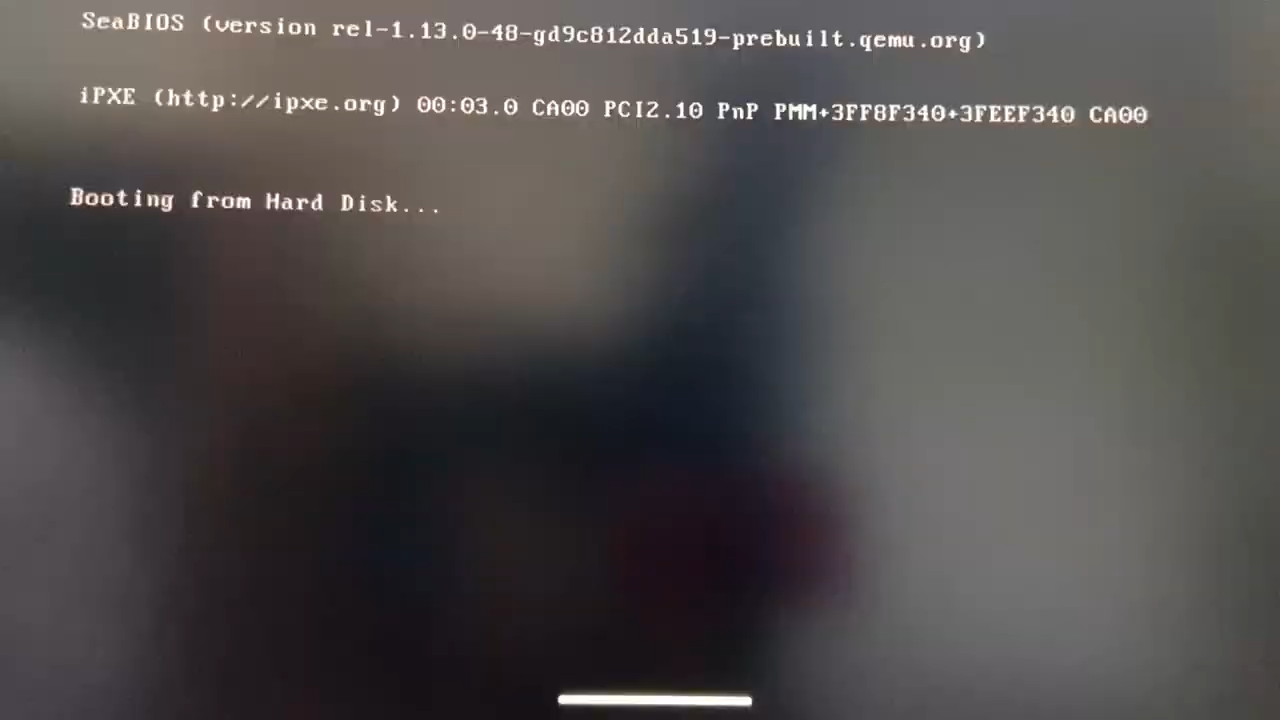 SeaBIOS (version rel-1.13.0-48-gd9c812dda519-prebuilt.qemu.org)
iPXE (http://ipxe.org) 00:03.0 CA00 PCI2.10 PnP PMM+3FF8F340+3FEEF340 CA00
Booting from Hard Disk...